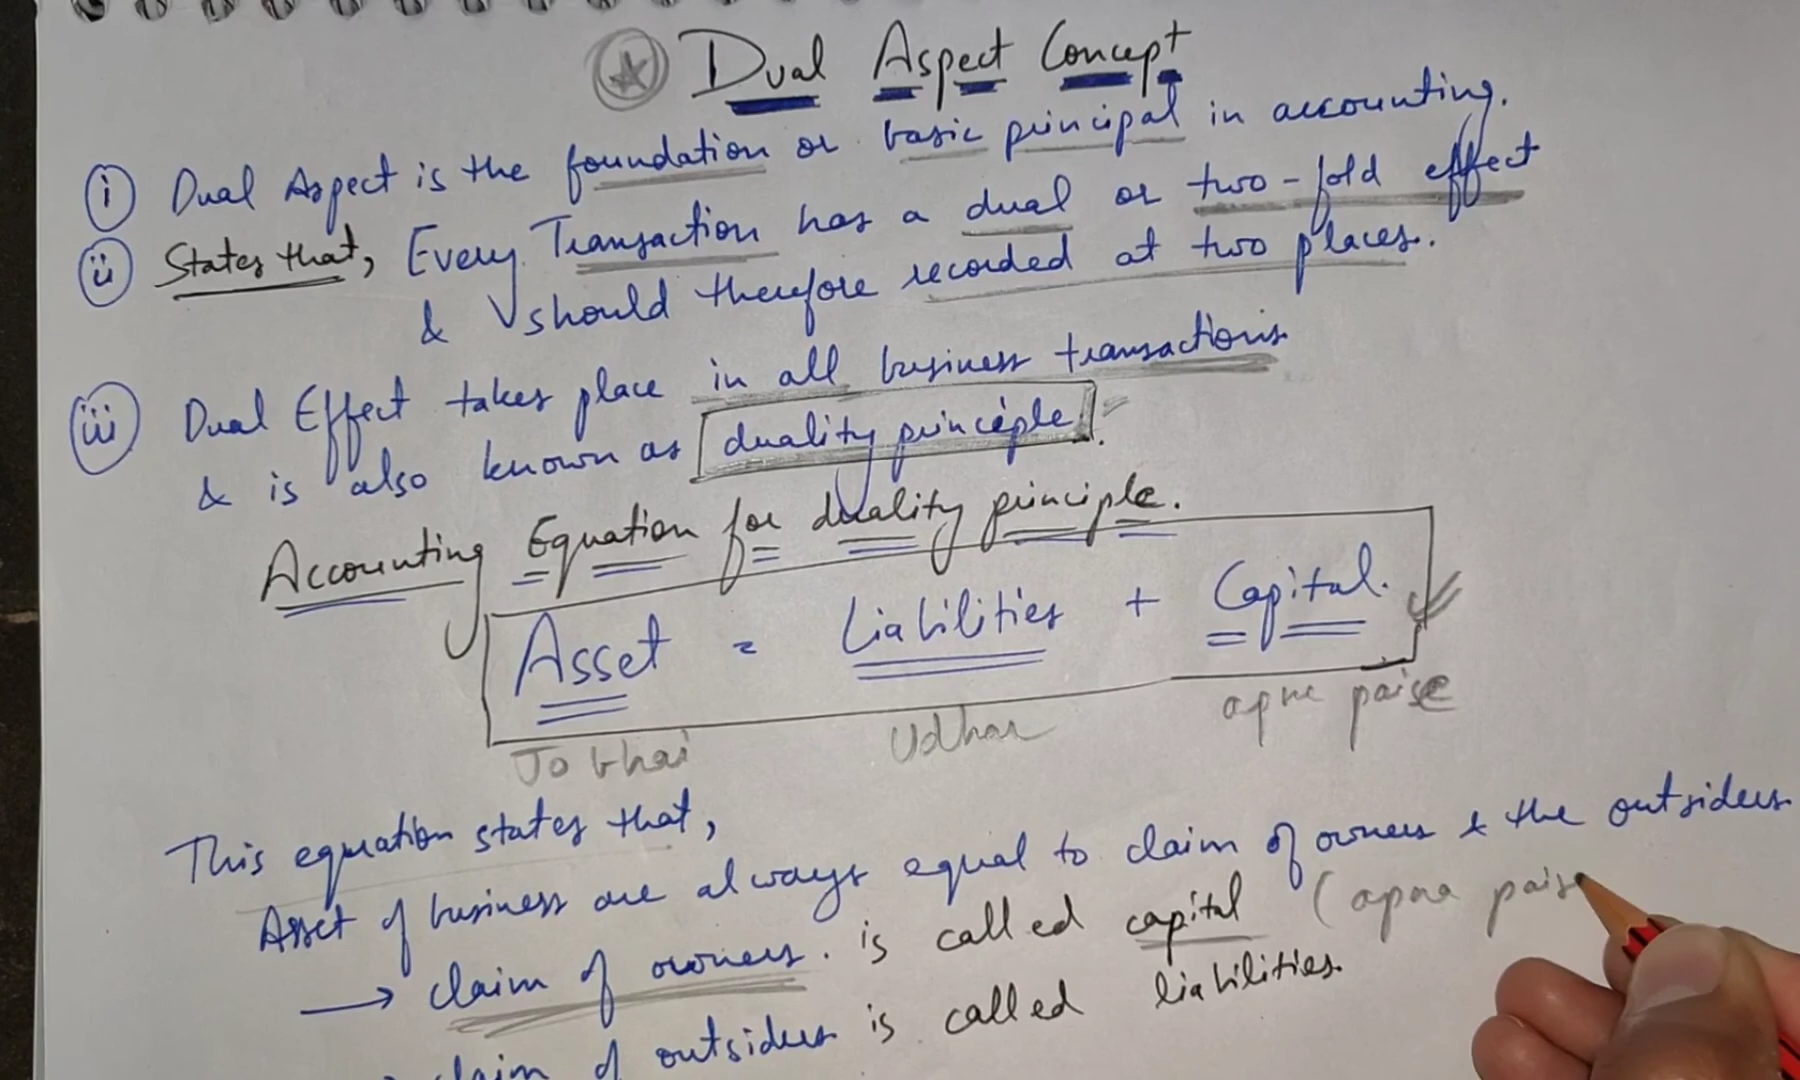 Dual Aspect Concept
i Dual Aspect is the foundation or basic principal in accounting.
ii States that, Every Transaction has a dual or two-fold effect
& should therefore recorded at two places.
iii Dual Effect takes place in all business transactions
& is also known as duality principle.
Accounting Equation for duality principle.
Asset = Liabilities + Capital.
Jo bhai Udhar apne paise
This equation states that,
Asset of business are always equal to claim of owners & the outsiders
→ claim of owners. is called capital (apna pais
claim of outsiders is called liabilities.